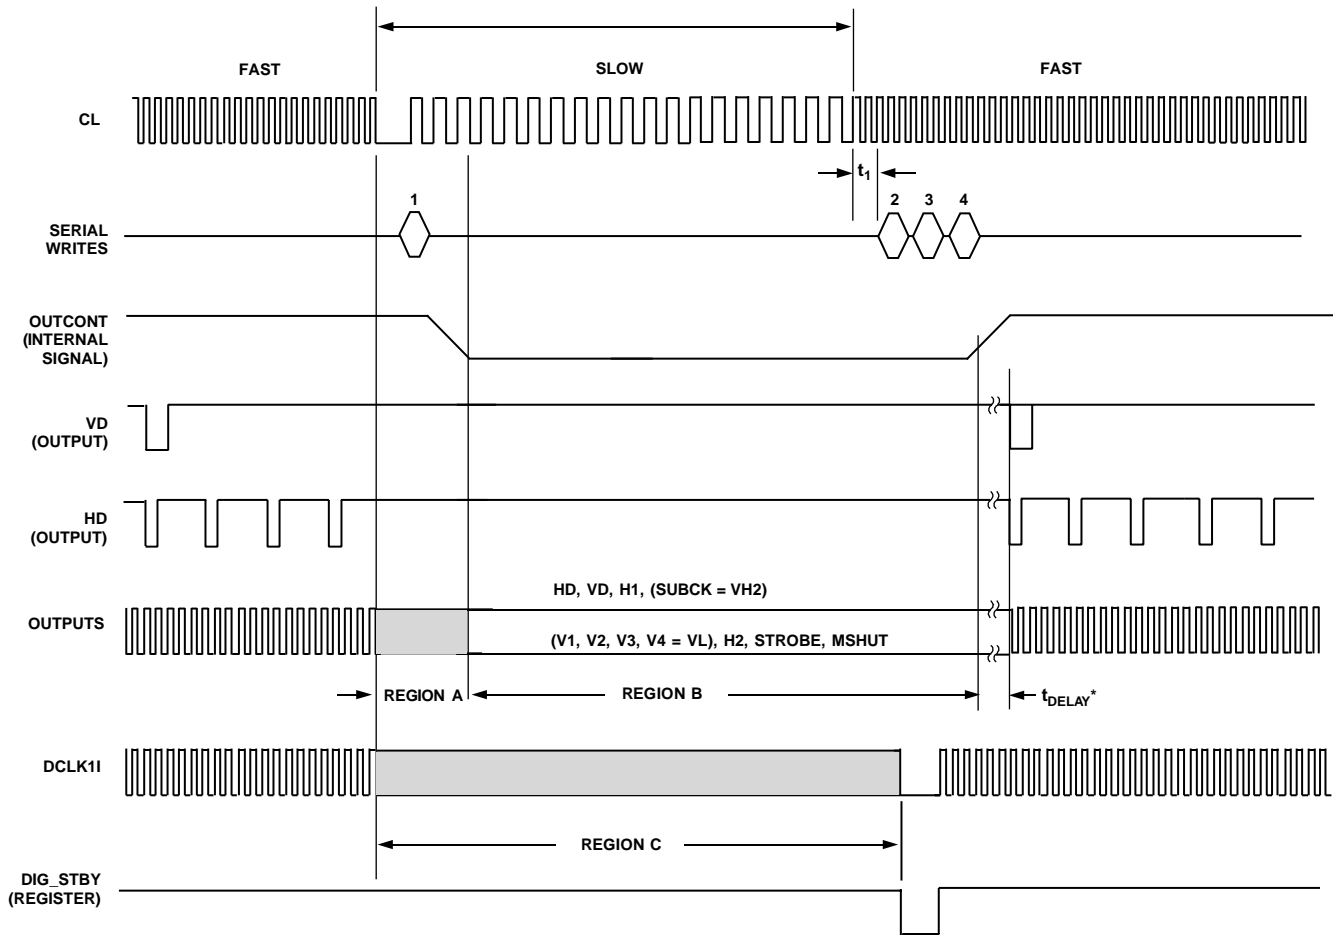 FAST
SLOW
FAST
CL
t1
1
2
3
4
SERIAL
WRITES
OUTCONT
(INTERNAL
SIGNAL)
VD
(OUTPUT)
HD
(OUTPUT)
HD, VD, H1, (SUBCK = VH2)
OUTPUTS
(V1, V2, V3, V4 = VL), H2, STROBE, MSHUT
REGION A
REGION B
tDELAY*
DCLK1I
REGION C
DIG_STBY
(REGISTER)